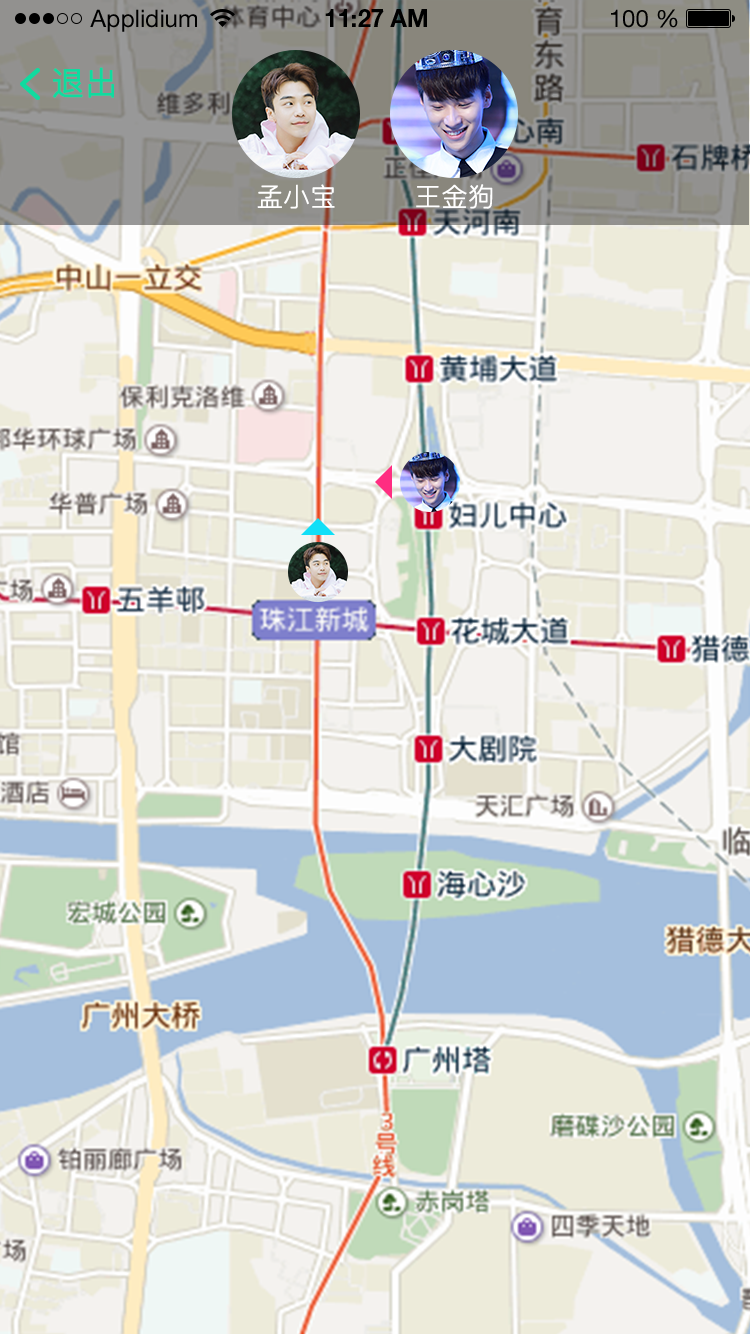 Applidium
11:27 AM
100 %
体育中心
育东路
退出
维多利
心南
石牌桥
孟小宝
王金狗
天河南
中山一立交
黄埔大道
保利克洛维
华环球广场
华普广场
妇儿中心
广场
五羊邨
珠江新城
花城大道
猎德
馆
大剧院
酒店
天汇广场
临
海心沙
宏城公园
猎德大
广州大桥
广州塔
3号线
磨碟沙公园
铂丽廊广场
赤岗塔
四季天地
场